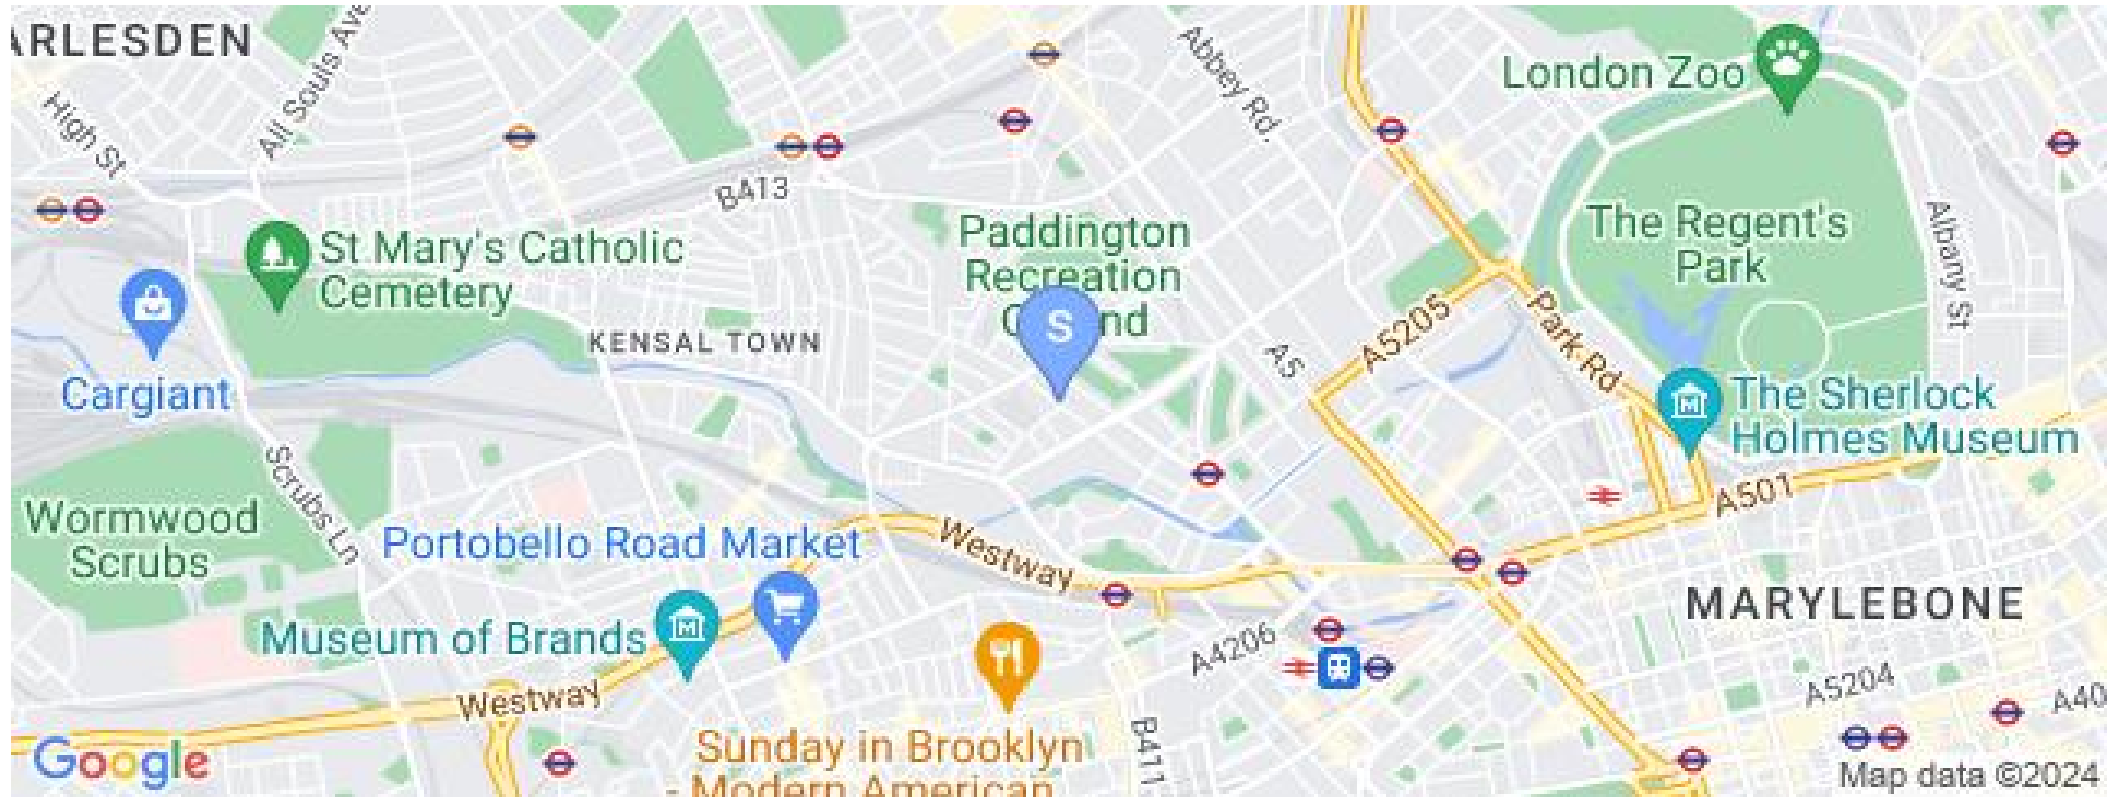 ARLESDEN
All Souls Ave
Abbey Rd.
London Zoo
High St
B413
St Mary's Catholic
Cemetery
Paddington
Recreation
nd
S
The Regent's
Park
Albany St
Cargiant
KENSAL TOWN
A5
A5205
Park Rd
The Sherlock
Holmes Museum
Scrubs Ln
Wormwood
Scrubs
Portobello Road Market
Westway
A501
Museum of Brands
MARYLEBONE
A4206
Westway
A5204
A40
Sunday in Brooklyn
- Modern American
B411
Google
Map data ©2024